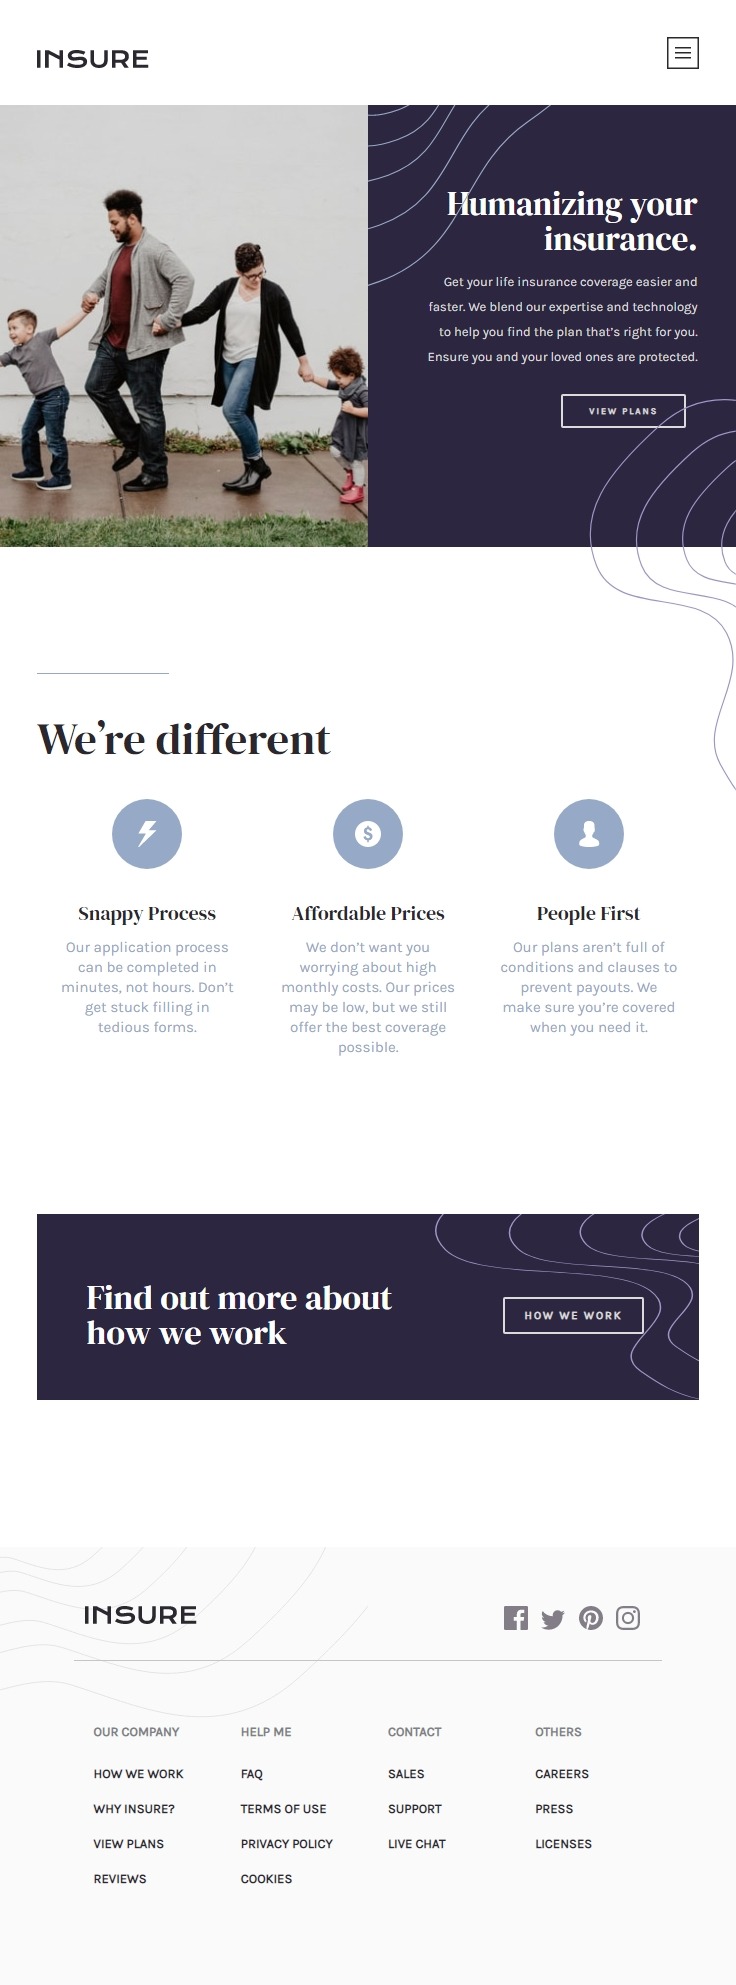 INSURE
Humanizing your
insurance.
Get your life insurance coverage easier and
faster. We blend our expertise and technology
to help you find the plan that’s right for you.
Ensure you and your loved ones are protected.
VIEW PLANS
We’re different
Snappy Process
Our application process
can be completed in
minutes, not hours. Don’t
get stuck filling in
tedious forms.
Affordable Prices
We don’t want you
worrying about high
monthly costs. Our prices
may be low, but we still
offer the best coverage
possible.
People First
Our plans aren’t full of
conditions and clauses to
prevent payouts. We
make sure you’re covered
when you need it.
Find out more about
how we work
HOW WE WORK
INSURE
OUR COMPANY
HOW WE WORK
WHY INSURE?
VIEW PLANS
REVIEWS
HELP ME
FAQ
TERMS OF USE
PRIVACY POLICY
COOKIES
CONTACT
SALES
SUPPORT
LIVE CHAT
OTHERS
CAREERS
PRESS
LICENSES